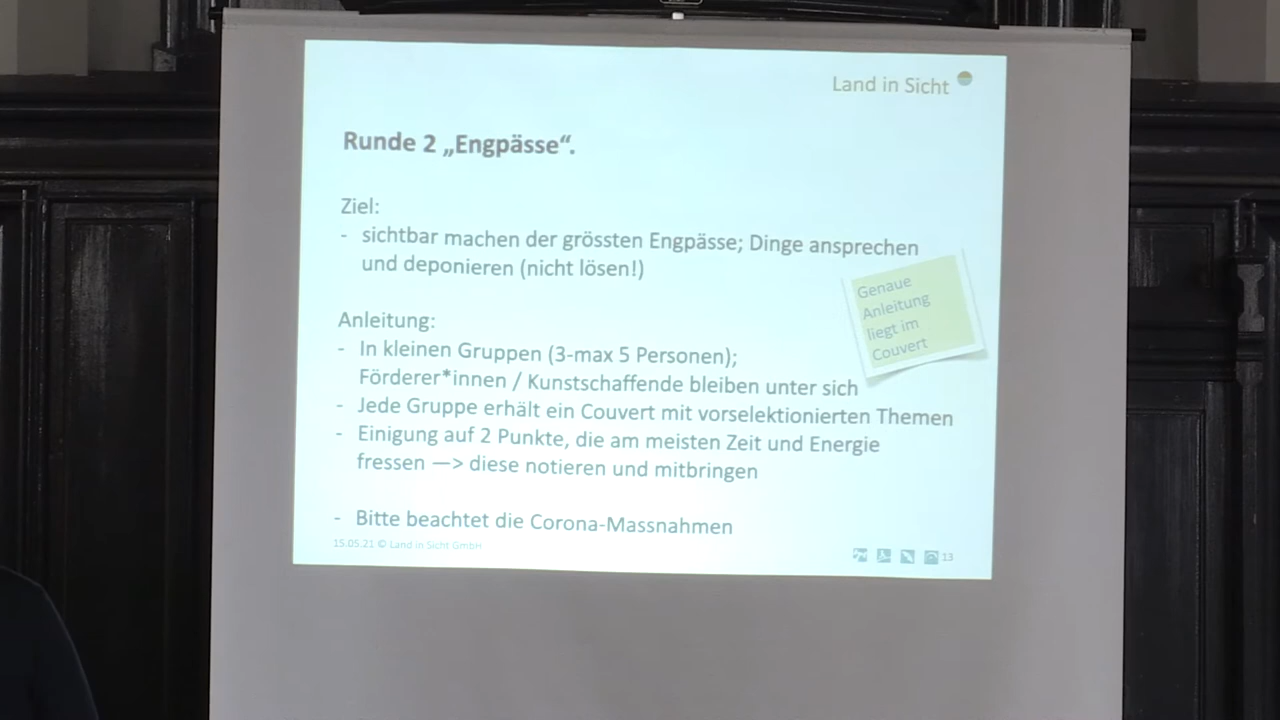 Land in Sicht
Runde 2 „Engpässe“.
Ziel:
- sichtbar machen der grössten Engpässe; Dinge ansprechen
und deponieren (nicht lösen!)
Genaue
Anleitung
liegt im
Couvert
Anleitung:
- In kleinen Gruppen (3-max 5 Personen);
Förderer*innen / Kunstschaffende bleiben unter sich
- Jede Gruppe erhält ein Couvert mit vorselektionierten Themen
- Einigung auf 2 Punkte, die am meisten Zeit und Energie
fressen —> diese notieren und mitbringen
- Bitte beachtet die Corona-Massnahmen
15.05.21 © Land in Sicht GmbH
13